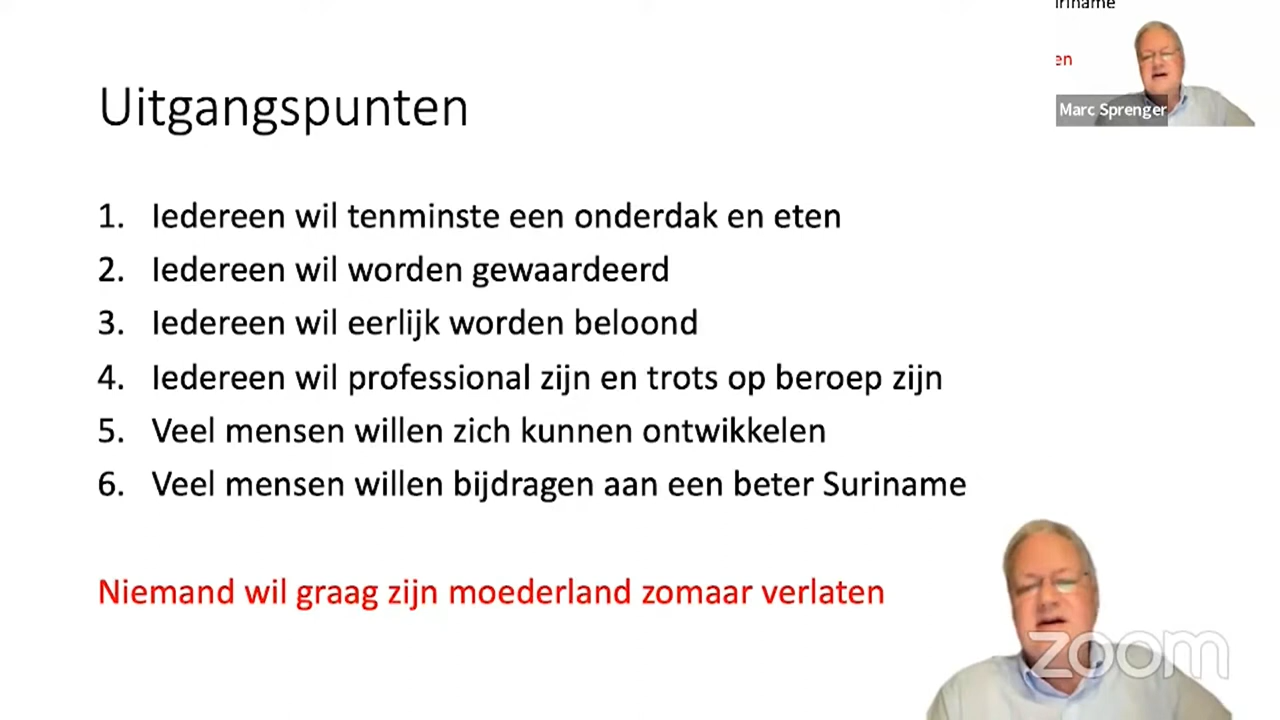 Uitgangspunten
1. Iedereen wil tenminste een onderdak en eten
2. Iedereen wil worden gewaardeerd
3. Iedereen wil eerlijk worden beloond
4. Iedereen wil professional zijn en trots op beroep zijn
5. Veel mensen willen zich kunnen ontwikkelen
6. Veel mensen willen bijdragen aan een beter Suriname
Niemand wil graag zijn moederland zomaar verlaten
en
Marc Sprenger
zoom